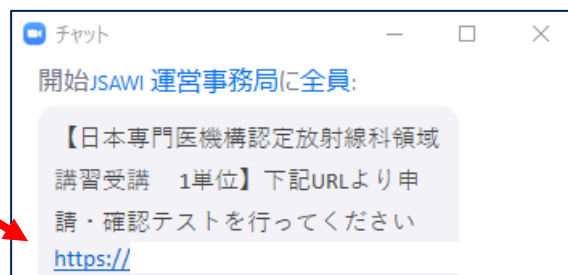 チャット
開始JSAWI 運営事務局に全員:
【日本専門医機構認定放射線科領域
講習受講　1単位】下記URLより申
請・確認テストを行ってください
https://